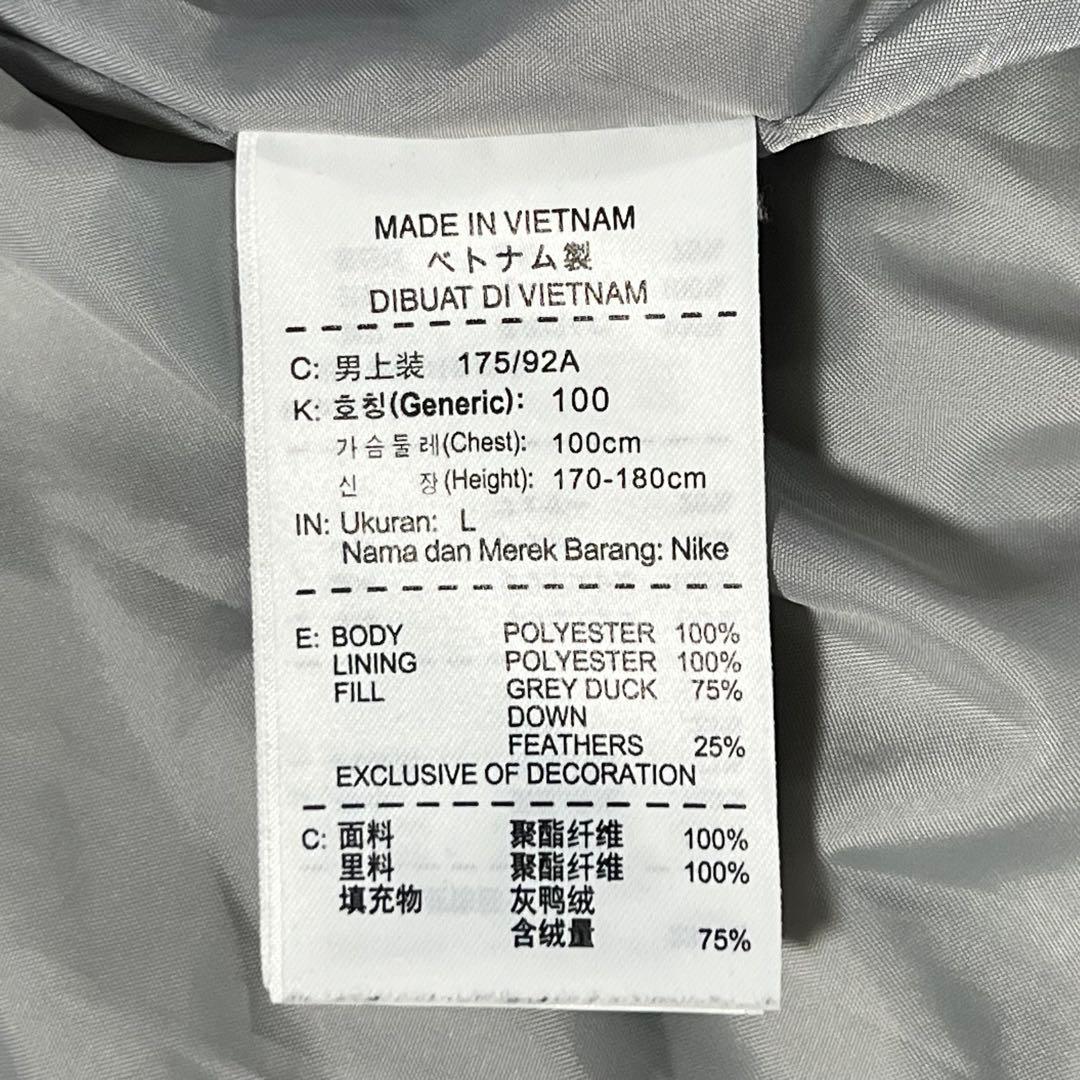 MADE IN VIETNAM
ベトナム製
DIBUAT DI VIETNAM
C: 男上装 175/92A
K: 호칭(Generic): 100
가슴둘레(Chest): 100cm
신 장(Height): 170-180cm
IN: Ukuran: L
Nama dan Merek Barang: Nike
E: BODY POLYESTER 100%
LINING POLYESTER 100%
FILL GREY DUCK 75%
DOWN
FEATHERS 25%
EXCLUSIVE OF DECORATION
C: 面料 聚酯纤维 100%
里料 聚酯纤维 100%
填充物 灰鸭绒
含绒量 75%